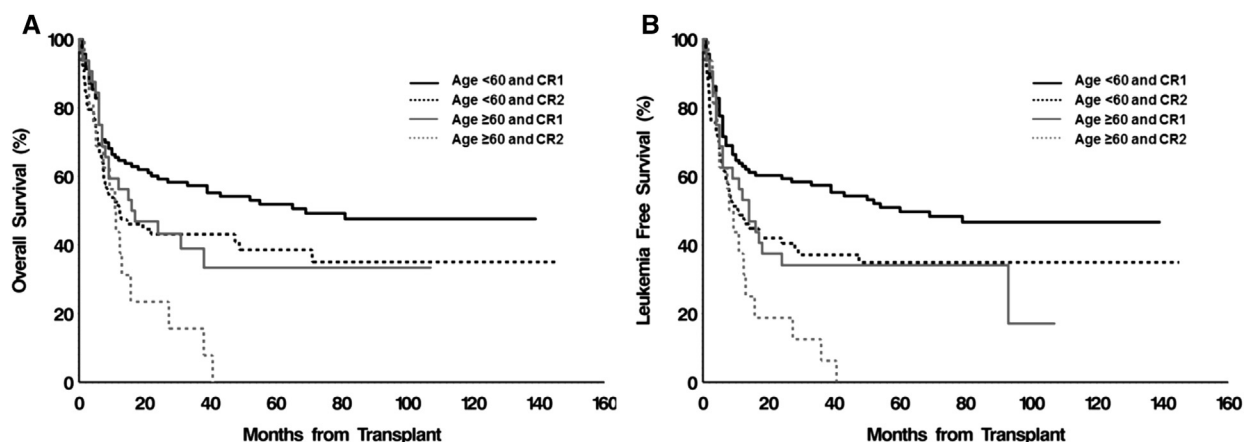 A
Overall Survival (%)
100
80
60
40
20
0
Age <60 and CR1
Age <60 and CR2
Age ≥60 and CR1
Age ≥60 and CR2
0 20 40 60 80 100 120 140 160
Months from Transplant
B
Leukemia Free Survival (%)
100
80
60
40
20
0
Age <60 and CR1
Age <60 and CR2
Age ≥60 and CR1
Age ≥60 and CR2
0 20 40 60 80 100 120 140 160
Months from Transplant